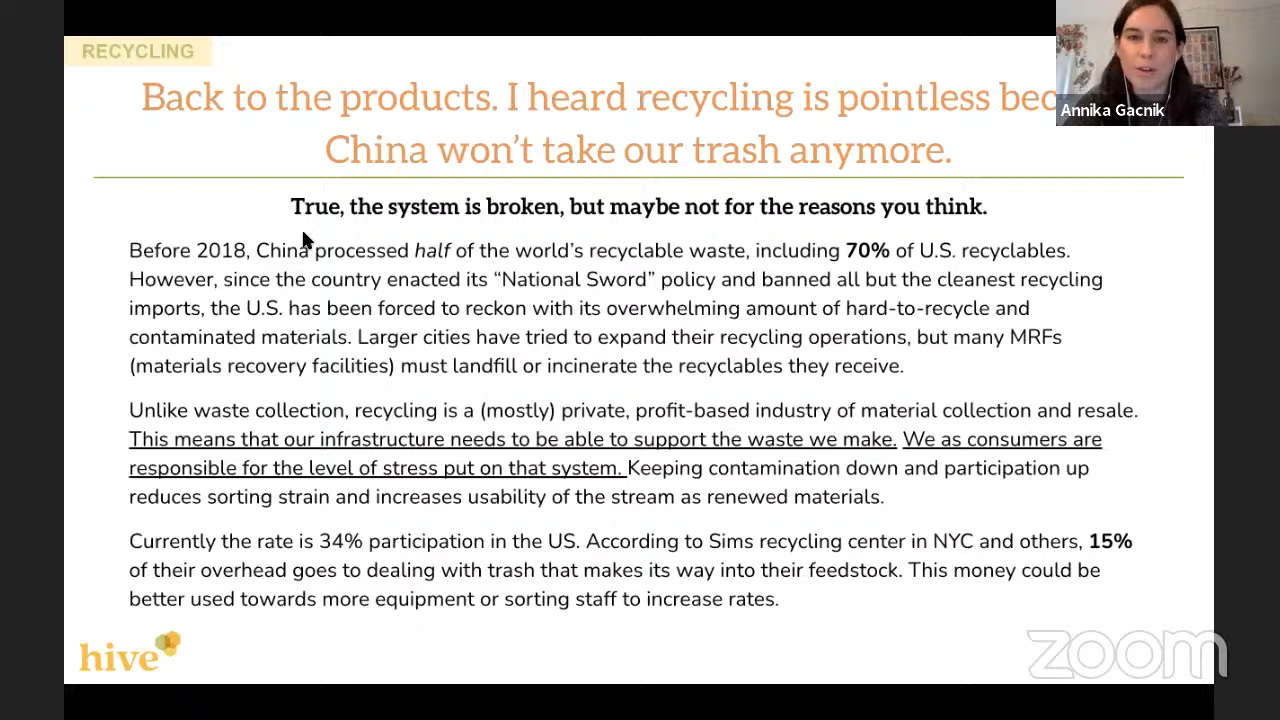 RECYCLING
Back to the products. I heard recycling is pointless bec
China won't take our trash anymore.
Annika Gacnik
True, the system is broken, but maybe not for the reasons you think.
Before 2018, China processed half of the world's recyclable waste, including 70% of U.S. recyclables.
However, since the country enacted its “National Sword” policy and banned all but the cleanest recycling
imports, the U.S. has been forced to reckon with its overwhelming amount of hard-to-recycle and
contaminated materials. Larger cities have tried to expand their recycling operations, but many MRFs
(materials recovery facilities) must landfill or incinerate the recyclables they receive.
Unlike waste collection, recycling is a (mostly) private, profit-based industry of material collection and resale.
This means that our infrastructure needs to be able to support the waste we make. We as consumers are
responsible for the level of stress put on that system. Keeping contamination down and participation up
reduces sorting strain and increases usability of the stream as renewed materials.
Currently the rate is 34% participation in the US. According to Sims recycling center in NYC and others, 15%
of their overhead goes to dealing with trash that makes its way into their feedstock. This money could be
better used towards more equipment or sorting staff to increase rates.
hive
zoom